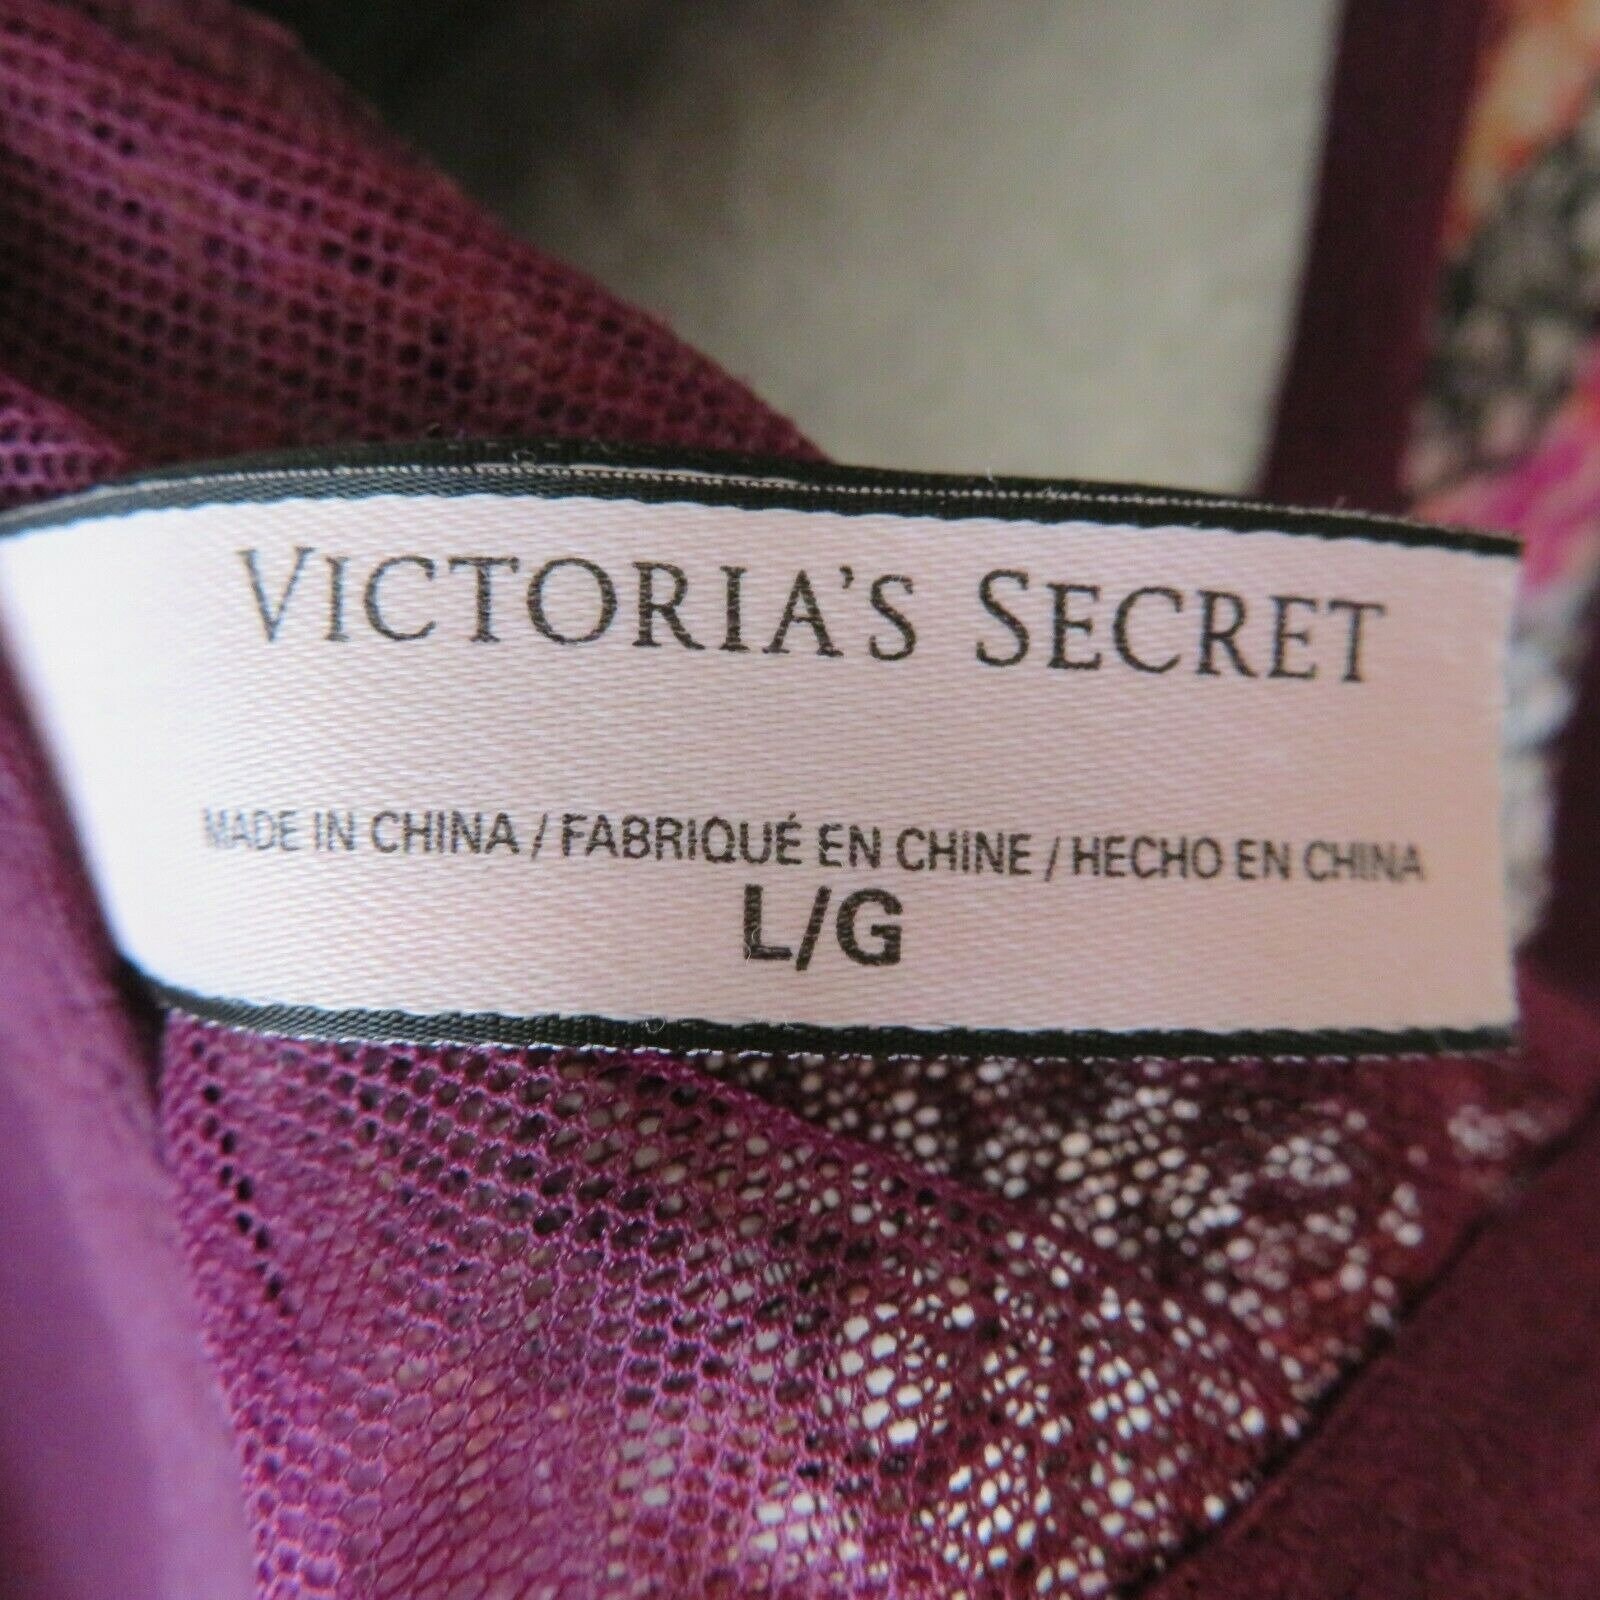 VICTORIA'S SECRET
MADE IN CHINA / FABRIQUÉ EN CHINE / HECHO EN CHINA
L/G